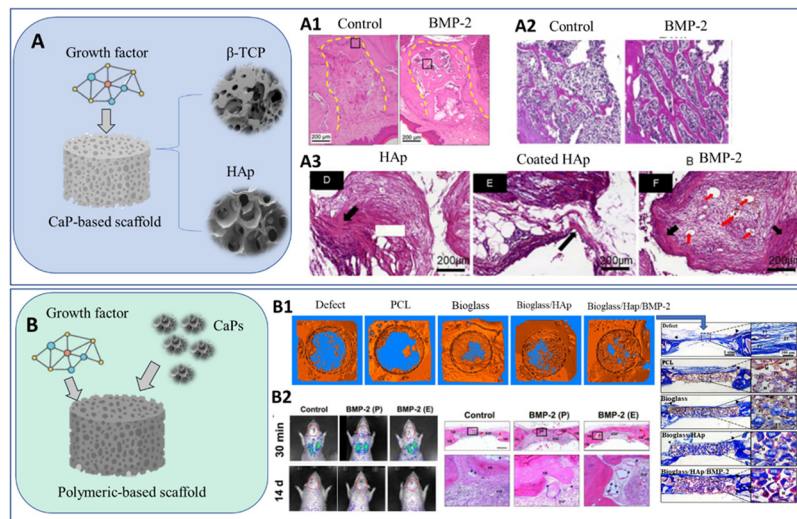 A
Growth factor
β-TCP
HAp
CaP-based scaffold
A1
Control
BMP-2
200 μm
200 μm
A2
Control
BMP-2
A3
HAp
Coated HAp
B
BMP-2
D
E
F
200μm
200μm
200μm
B
Growth factor
CaPs
Polymeric-based scaffold
B1
Defect
PCL
Bioglass
Bioglass/HAp
Bioglass/Hap/BMP-2
Defect
PCL
Bioglass
Bioglass/HAp
Bioglass/HAp/BMP-2
B2
Control
BMP-2 (P)
BMP-2 (E)
30 min
14 d
Control
BMP-2 (P)
BMP-2 (E)